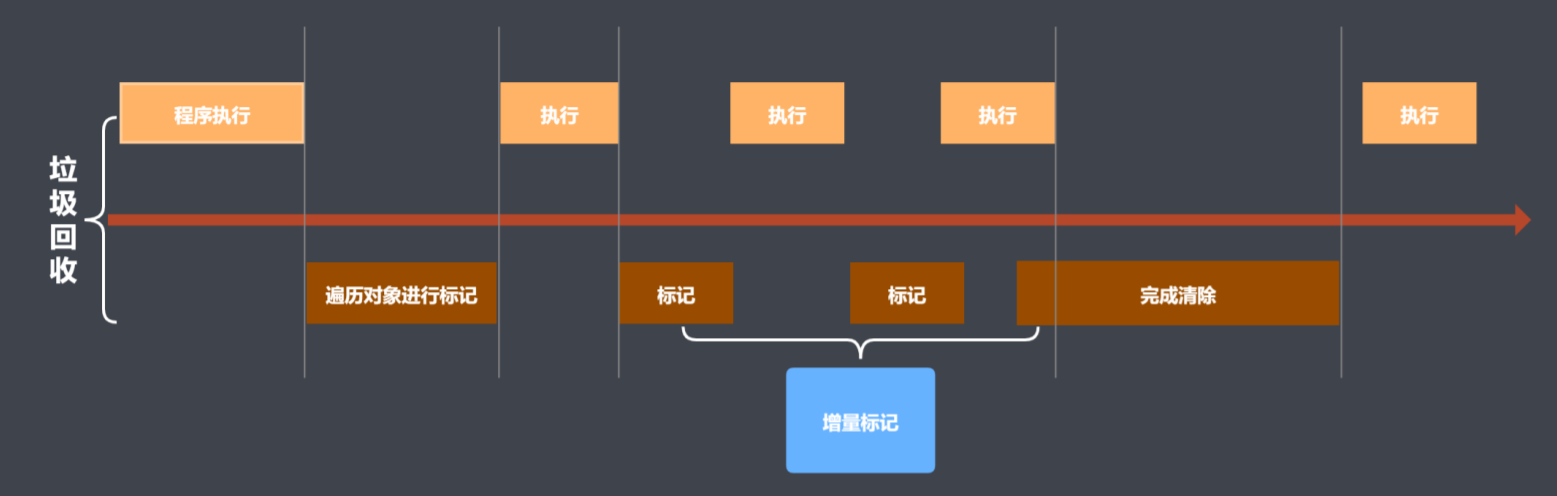 垃圾回收
程序执行
执行
执行
执行
执行
遍历对象进行标记
标记
标记
完成清除
增量标记